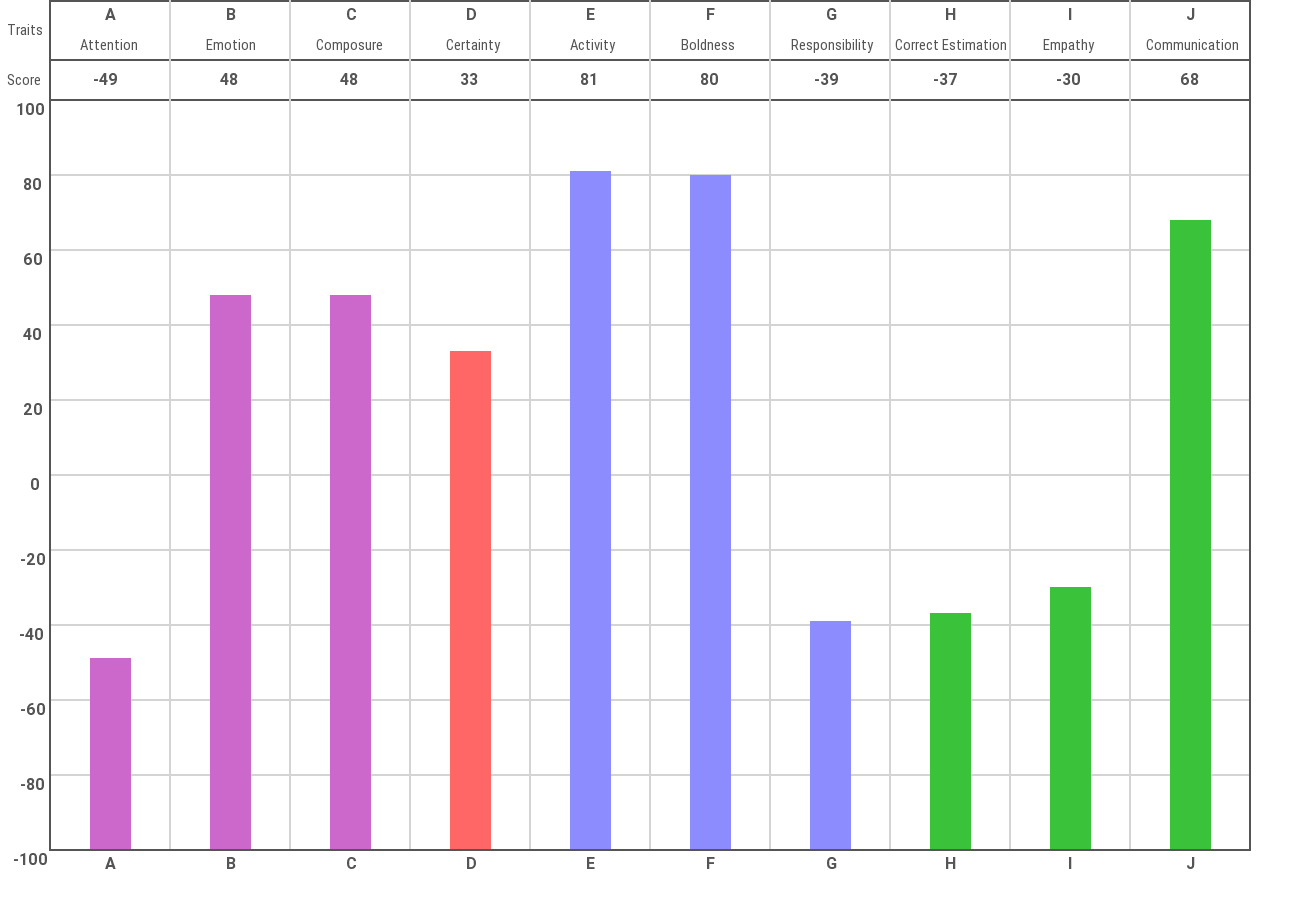 Traits A B C D E F G H I J
Attention Emotion Composure Certainty Activity Boldness Responsibility Correct Estimation Empathy Communication
Score -49 48 48 33 81 80 -39 -37 -30 68
100
80
60
40
20
0
-20
-40
-60
-80
-100
A B C D E F G H I J